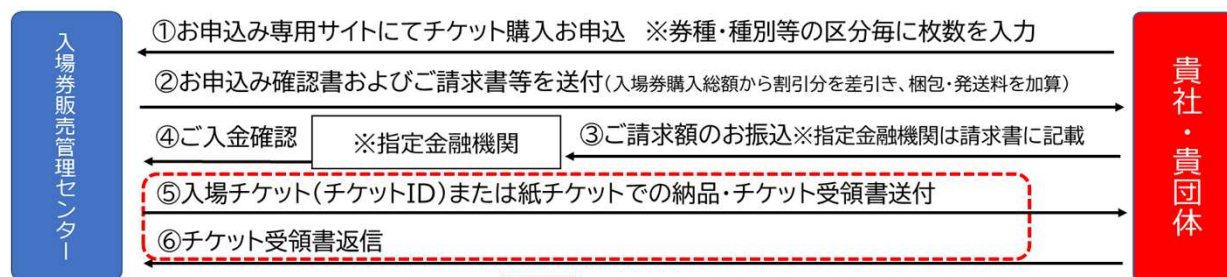 入場券販売管理センター
①お申込み専用サイトにてチケット購入お申込　※券種・種別等の区分毎に枚数を入力
②お申込み確認書およびご請求書等を送付(入場券購入総額から割引分を差引き、梱包・発送料を加算)
④ご入金確認
※指定金融機関
③ご請求額のお振込※指定金融機関は請求書に記載
⑤入場チケット(チケットID)または紙チケットでの納品・チケット受領書送付
⑥チケット受領書返信
貴社・貴団体